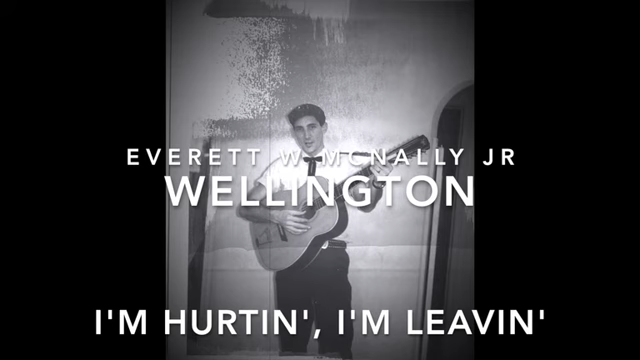 EVERETT W MCNALLY JR
WELLINGTON
I'M HURTIN', I'M LEAVIN'